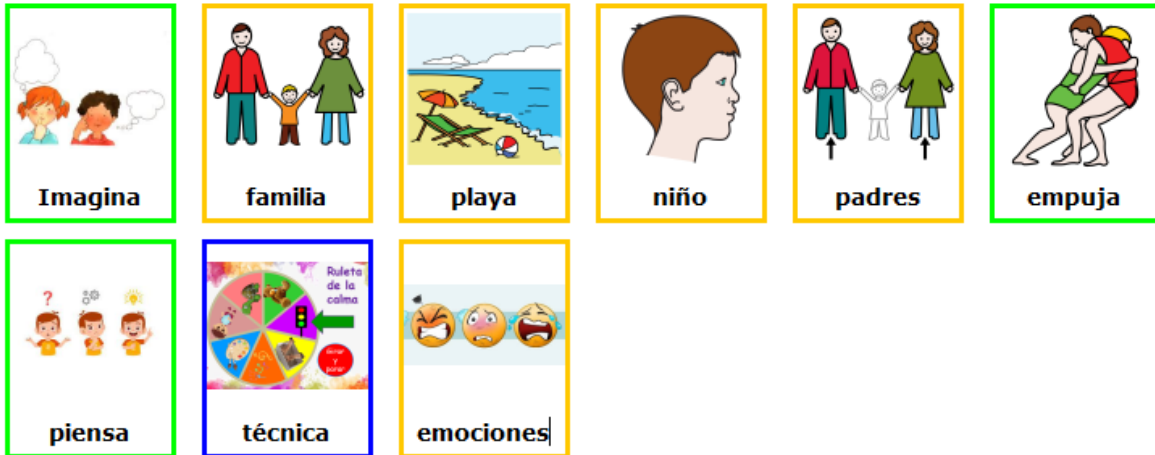 Imagina
familia
playa
niño
padres
empuja
?
Ruleta
de la
calma
piensa
técnica
emociones